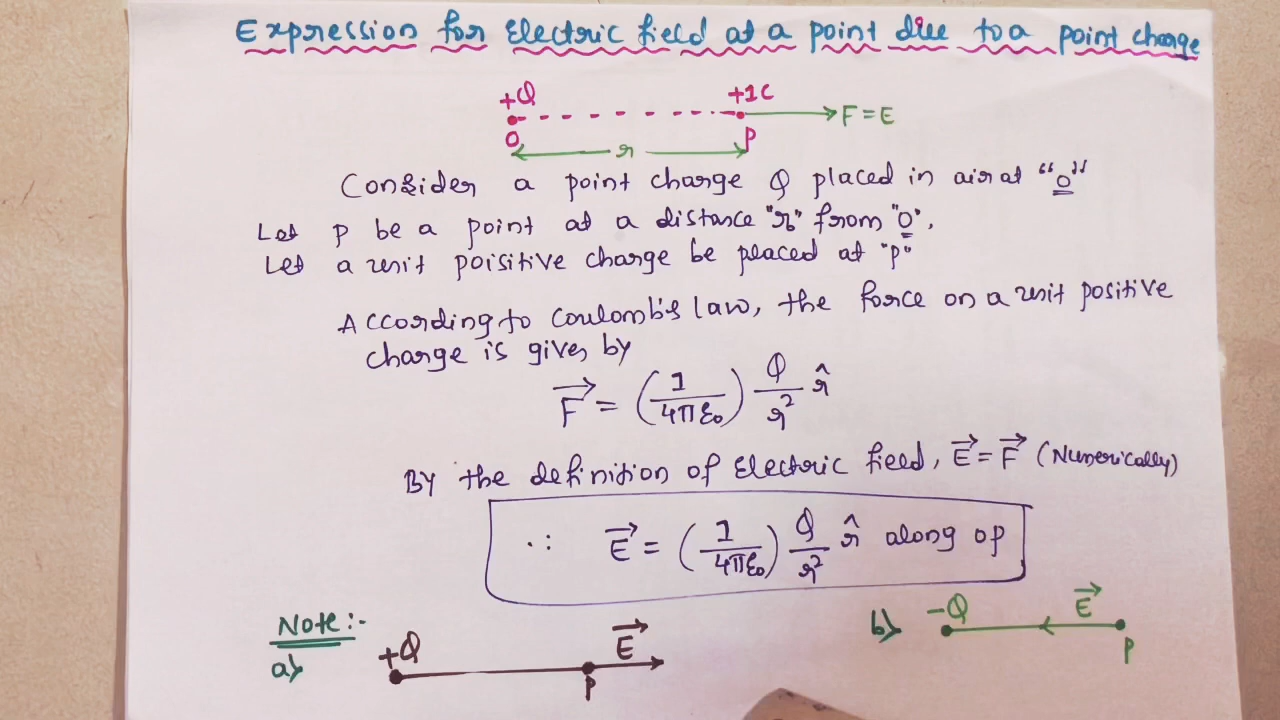 Expression for Electric field at a point due to a point charge
+Q +1C
F = E
O P
r
Consider a point charge Q placed in air at "O"
Let P be a point at a distance "r" from "O",
Let a unit poisitive charge be placed at "P"
According to Coulomb's law, the force on a unit positive
charge is given by
F⃗ = (1/4πε₀) Q/r² r̂
By the definition of Electric field, E⃗ = F⃗ (Numerically)
∴ E⃗ = (1/4πε₀) Q/r² r̂ along OP
Note:-
a) +Q P E⃗
b) -Q E⃗ P